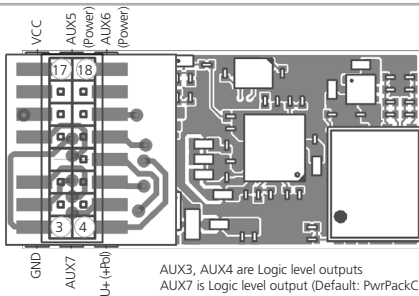 VCC
AUX5
(Power)
AUX6
(Power)
17 18
3 4
GND
AUX7
U+ (+Pol)
AUX3, AUX4 are Logic level outputs
AUX7 is Logic level output (Default: PwrPackC